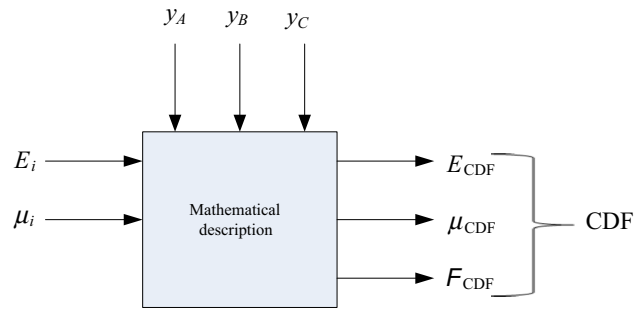 y_A y_B y_C
E_i
μ_i
Mathematical
description
E_CDF
μ_CDF
F_CDF
CDF